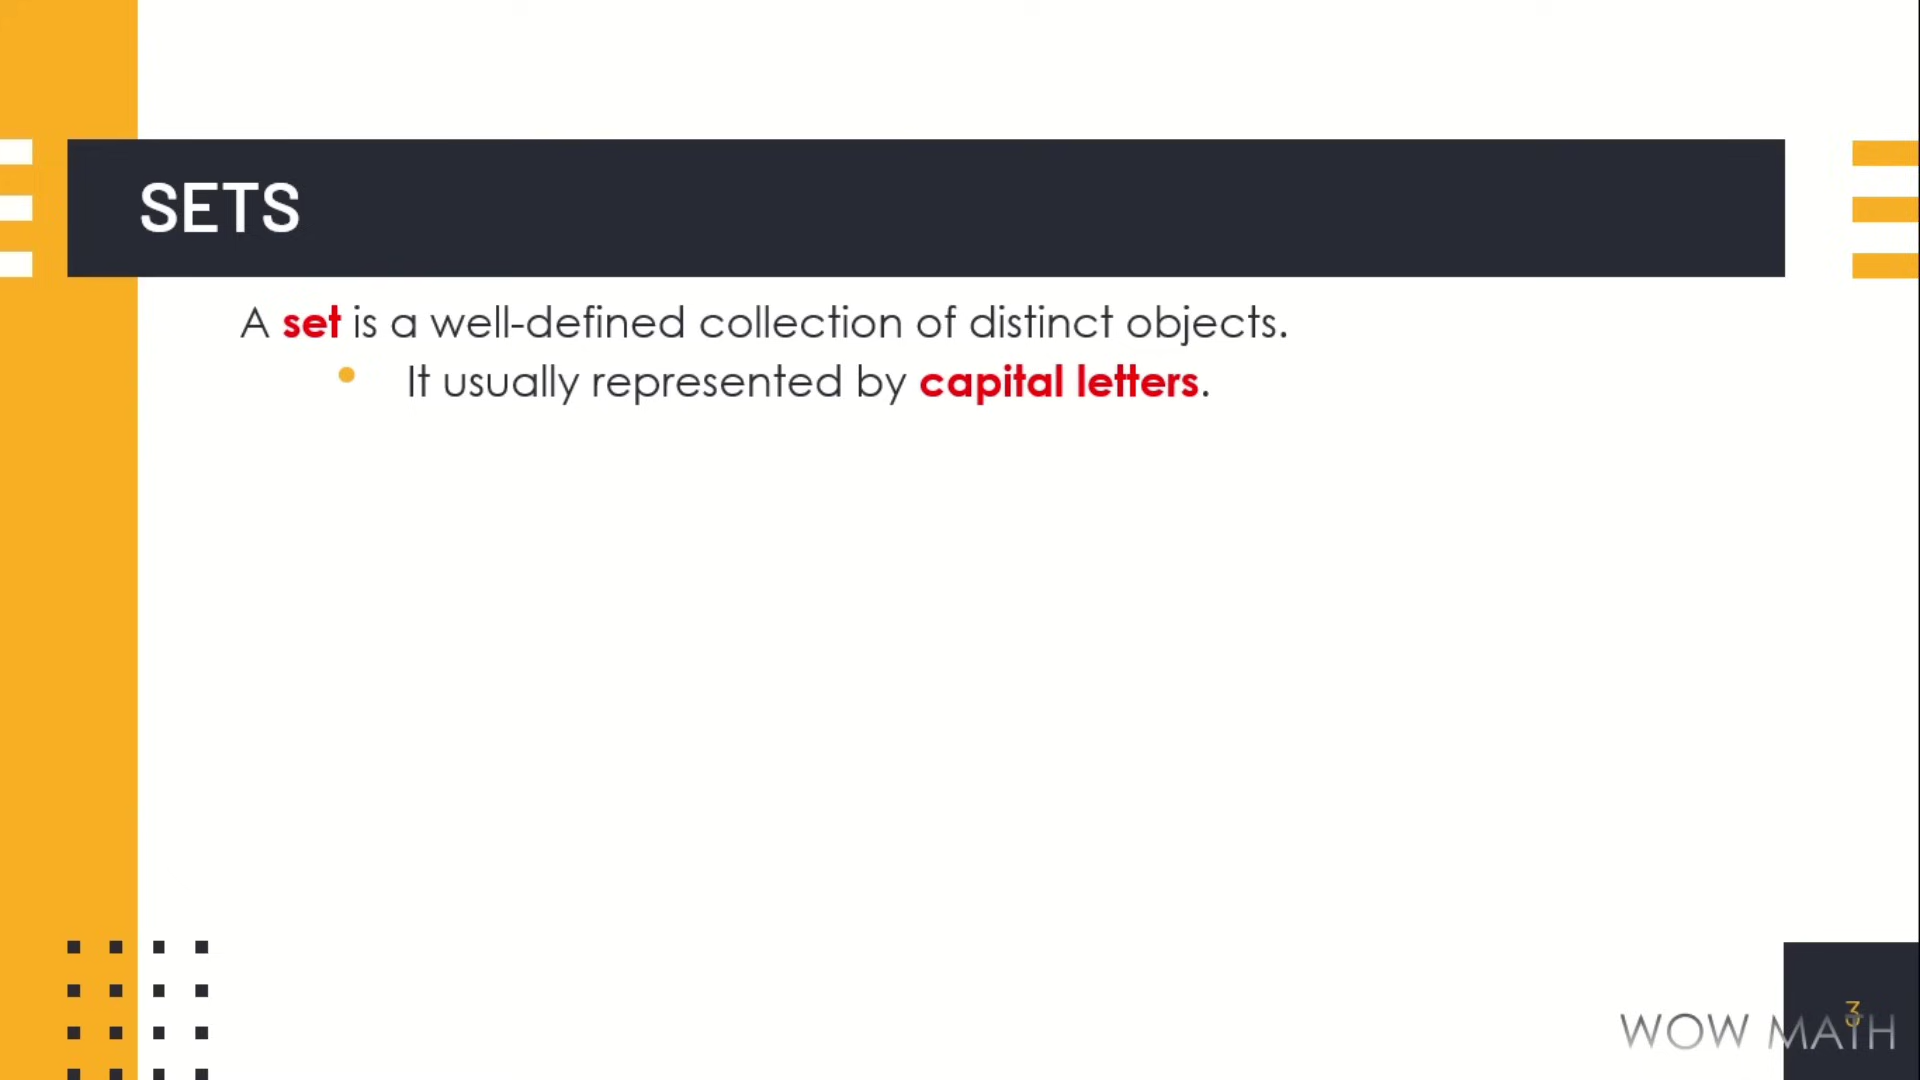 SETS
A set is a well-defined collection of distinct objects.
• It usually represented by capital letters.
3
WOW MATH